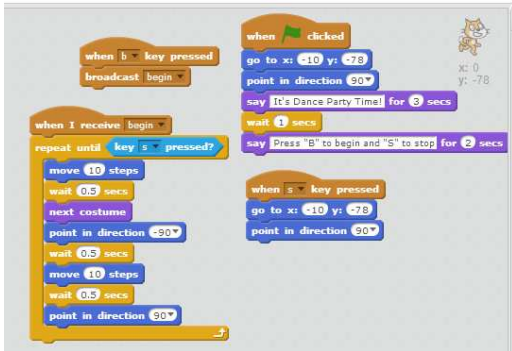 when b key pressed
broadcast begin
when I receive begin
repeat until key s pressed?
move 10 steps
wait 0.5 secs
next costume
point in direction -90
wait 0.5 secs
move 10 steps
wait 0.5 secs
point in direction 90
when clicked
go to x: -10 y: -78
point in direction 90
say It's Dance Party Time! for 3 secs
wait 1 secs
say Press "B" to begin and "S" to stop for 2 secs
when s key pressed
go to x: -10 y: -78
point in direction 90
x: 0
y: -78